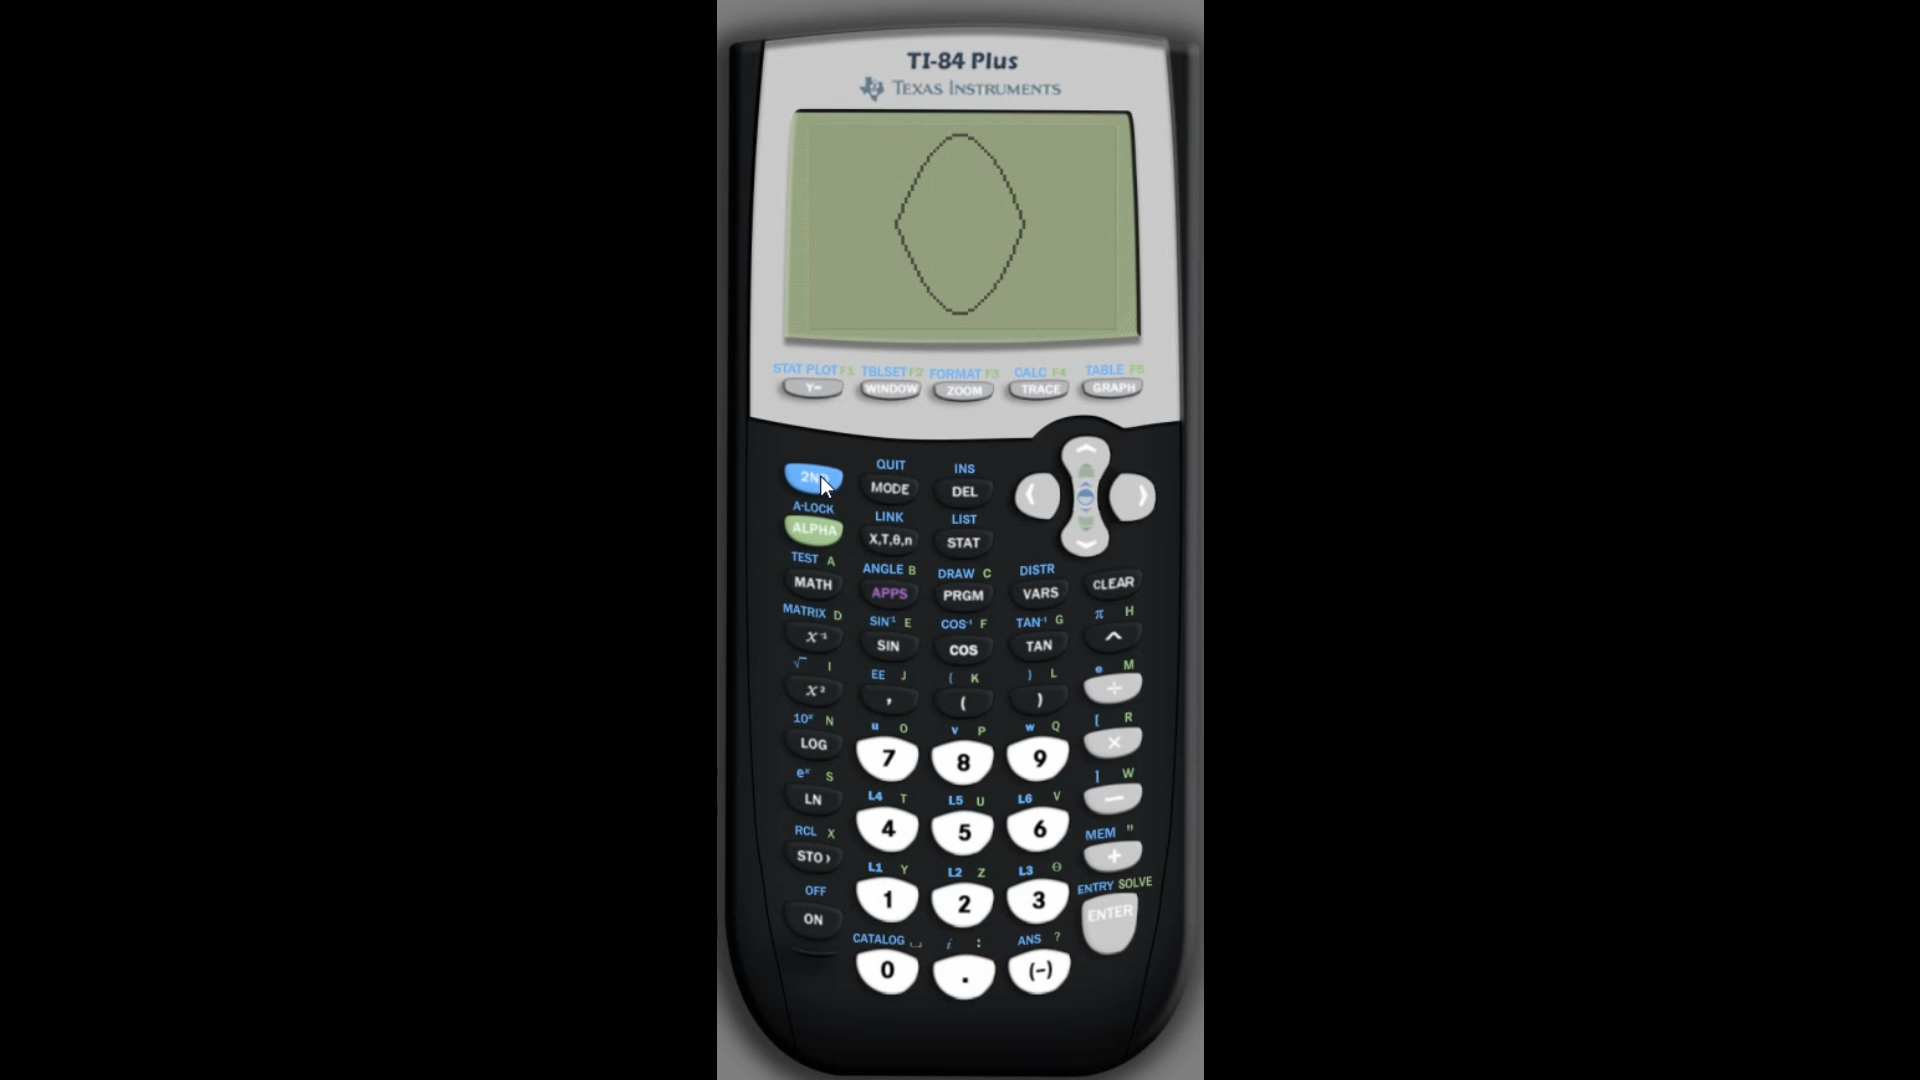 TI-84 Plus
TEXAS INSTRUMENTS
STAT PLOT F1 TBLSET F2 FORMAT F3 CALC F4 TABLE F5
Y= WINDOW ZOOM TRACE GRAPH
QUIT INS
2ND MODE DEL
A-LOCK LINK LIST
ALPHA X,T,θ,n STAT
TEST A ANGLE B DRAW C DISTR
MATH APPS PRGM VARS CLEAR
MATRIX D SIN⁻¹ E COS⁻¹ F TAN⁻¹ G π H
x⁻¹ SIN COS TAN ^
√‾ I EE J { K } L e M
x² , ( ) ÷
10ˣ N u O v P w Q [ R
LOG 7 8 9 ×
eˣ S L4 T L5 U L6 V ] W
LN 4 5 6 —
RCL X L1 Y L2 Z L3 θ MEM "
STO› 1 2 3 +
OFF CATALOG ⎵ i : ANS ? ENTRY SOLVE
ON 0 . (-) ENTER